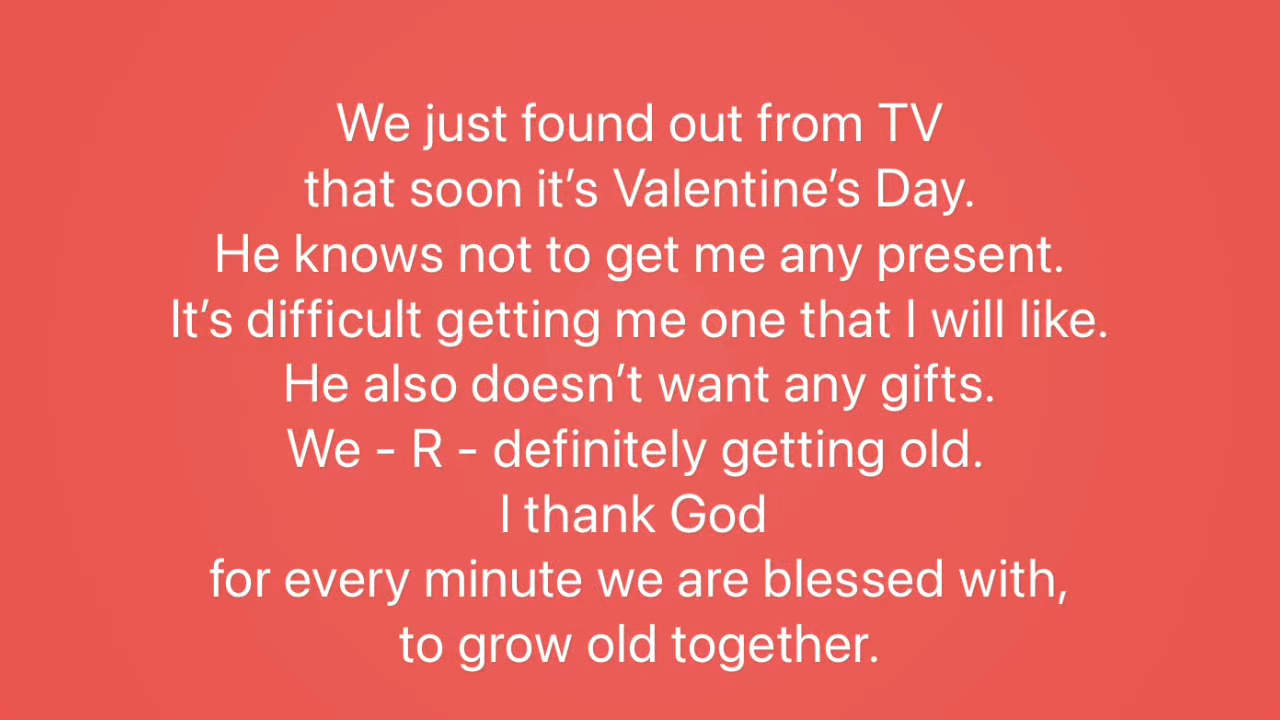 We just found out from TV
that soon it’s Valentine’s Day.
He knows not to get me any present.
It’s difficult getting me one that I will like.
He also doesn’t want any gifts.
We - R - definitely getting old.
I thank God
for every minute we are blessed with,
to grow old together.